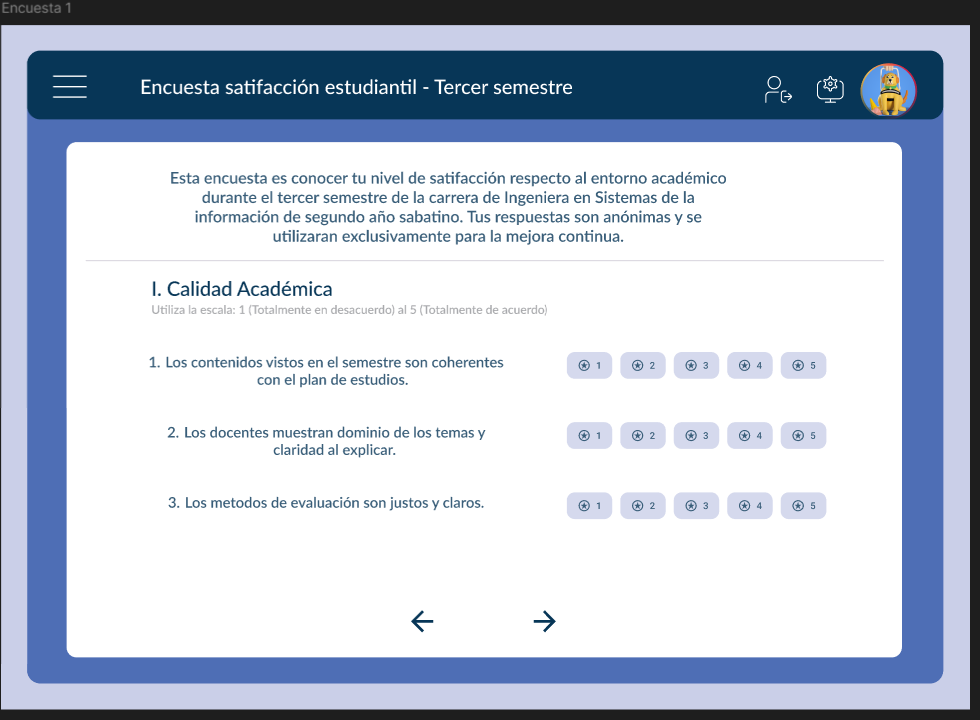 Encuesta 1
Encuesta satifacción estudiantil - Tercer semestre
Esta encuesta es conocer tu nivel de satifacción respecto al entorno académico
durante el tercer semestre de la carrera de Ingeniera en Sistemas de la
información de segundo año sabatino. Tus respuestas son anónimas y se
utilizaran exclusivamente para la mejora continua.
I. Calidad Académica
Utiliza la escala: 1 (Totalmente en desacuerdo) al 5 (Totalmente de acuerdo)
1. Los contenidos vistos en el semestre son coherentes
con el plan de estudios.
1 2 3 4 5
2. Los docentes muestran dominio de los temas y
claridad al explicar.
1 2 3 4 5
3. Los metodos de evaluación son justos y claros.
1 2 3 4 5